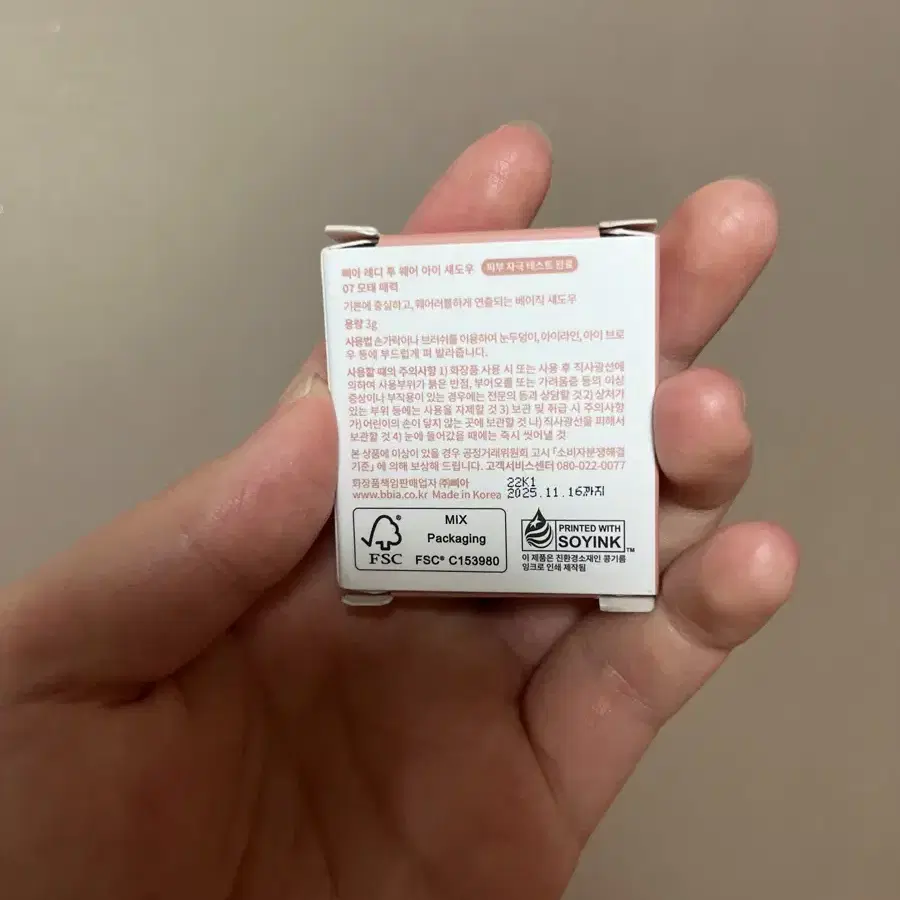 삐아 레디 투 웨어 아이 섀도우 피부 자극 테스트 완료
07 모태 매력
기본에 충실하고, 웨어러블하게 연출되는 베이직 섀도우
용량 3g
사용법 손가락이나 브러쉬를 이용하여 눈두덩이, 아이라인, 아이 브로
우 등에 부드럽게 펴 발라줍니다.
사용할 때의 주의사항 1) 화장품 사용 시 또는 사용 후 직사광선에
의하여 사용부위가 붉은 반점, 부어오름 또는 가려움증 등의 이상
증상이나 부작용이 있는 경우에는 전문의 등과 상담할 것 2) 상처가
있는 부위 등에는 사용을 자제할 것 3) 보관 및 취급 시 주의사항
가) 어린이의 손이 닿지 않는 곳에 보관할 것 나) 직사광선을 피해서
보관할 것 4) 눈에 들어갔을 때에는 즉시 씻어낼 것
본 상품에 이상이 있을 경우 공정거래위원회 고시 「소비자분쟁해결
기준」에 의해 보상해 드립니다. 고객서비스센터 080-022-0077
화장품책임판매업자 ㈜삐아 22K1
www.bbia.co.kr Made in Korea 2025.11.16까지
FSC
MIX
Packaging
FSC® C153980
PRINTED WITH
SOYINK™
이 제품은 친환경소재인 콩기름
잉크로 인쇄 제작됨